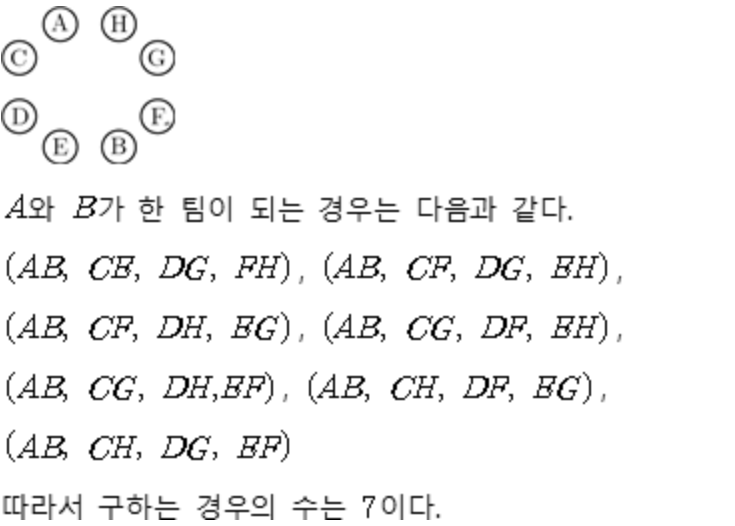 A H
C G
D F.
E B
A와 B가 한 팀이 되는 경우는 다음과 같다.
(AB, CE, DG, FH), (AB, CF, DG, EH),
(AB, CF, DH, EG), (AB, CG, DF, EH),
(AB, CG, DH,EF), (AB, CH, DF, EG),
(AB, CH, DG, EF)
따라서 구하는 경우의 수는 7이다.